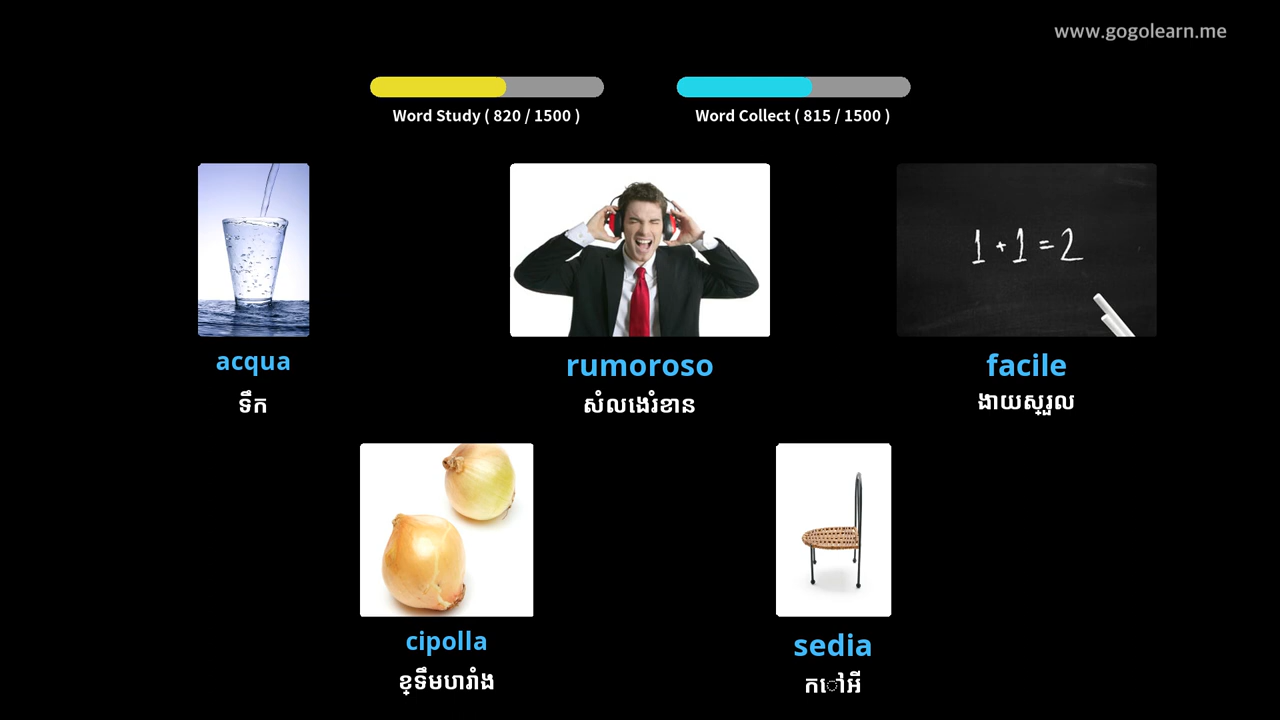 www.gogolearn.me
Word Study ( 820 / 1500 )
Word Collect ( 815 / 1500 )
1 + 1 = 2
acqua
ទឹក
rumoroso
សំលេងរំខាន
facile
ងាយស្រួល
cipolla
ខ្ទឹមបារាំង
sedia
កៅអី